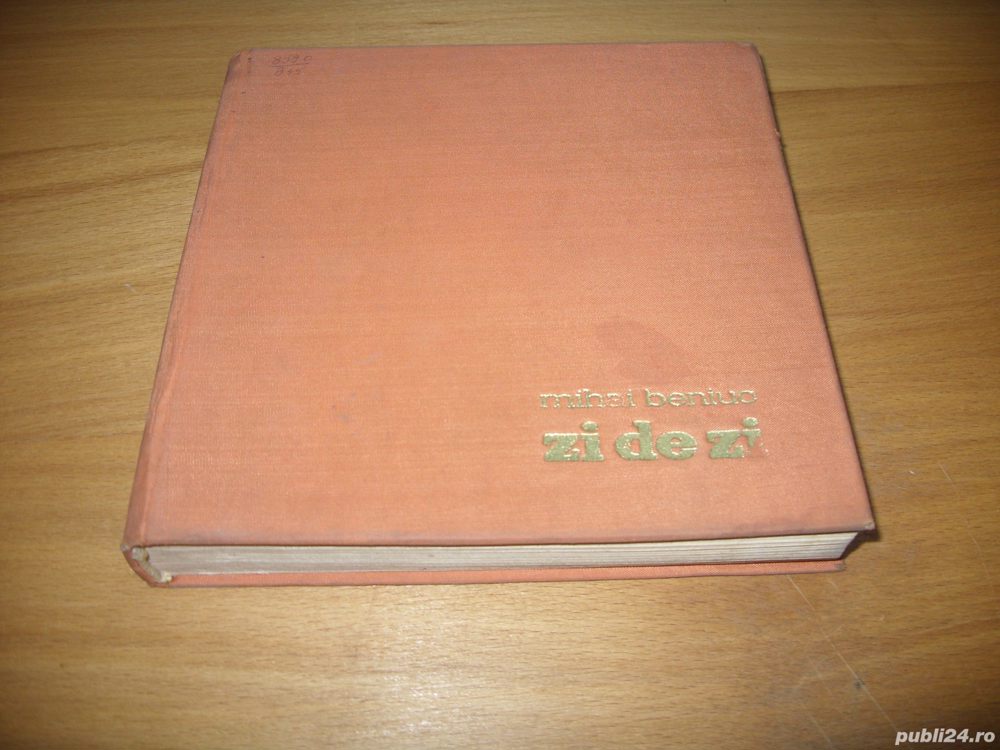 mihai beniuc
zi de zi
publi24.ro